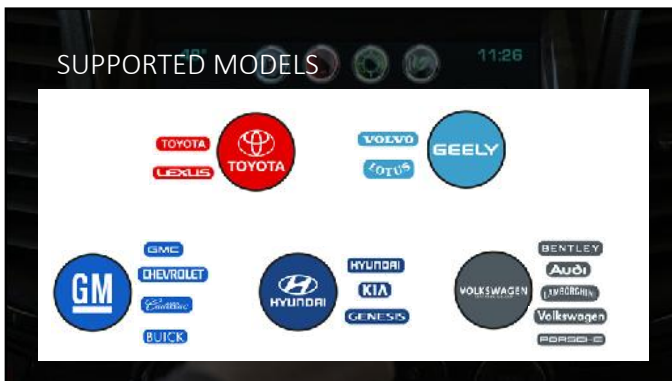 11:26
SUPPORTED MODELS
TOYOTA
LEXUS
TOYOTA
VOLVO
LOTUS
GEELY
GM
GMC
CHEVROLET
Cadillac
BUICK
HYUNDAI
HYUNDAI
KIA
GENESIS
VOLKSWAGEN
BENTLEY
Audi
LAMBORGHINI
Volkswagen
PORSCHE